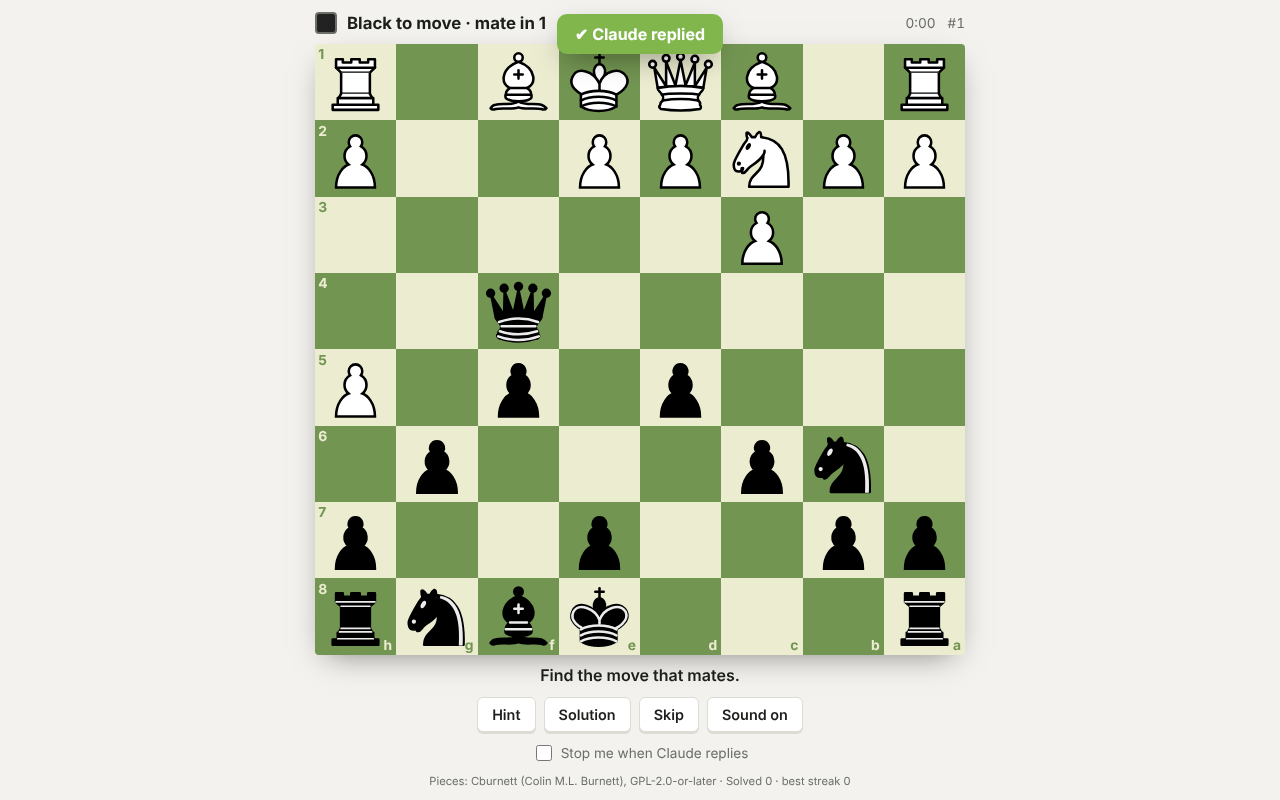 Black to move · mate in 1
✔ Claude replied
0:00 #1
1
2
3
4
5
6
7
8
h g f e d c b a
Find the move that mates.
Hint Solution Skip Sound on
Stop me when Claude replies
Pieces: Cburnett (Colin M.L. Burnett), GPL-2.0-or-later · Solved 0 · best streak 0